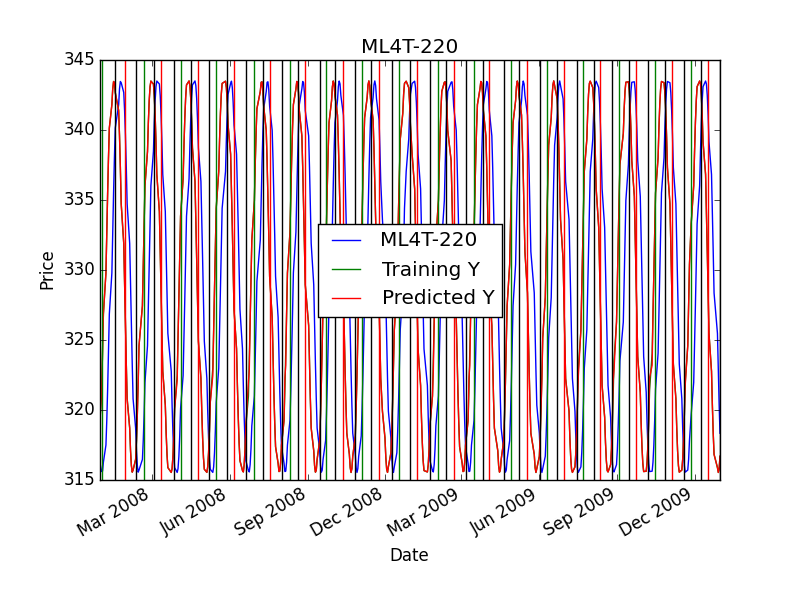 ML4T-220
345
340
335
330
325
320
315
Price
ML4T-220
Training Y
Predicted Y
Mar 2008
Jun 2008
Sep 2008
Dec 2008
Mar 2009
Jun 2009
Sep 2009
Dec 2009
Date